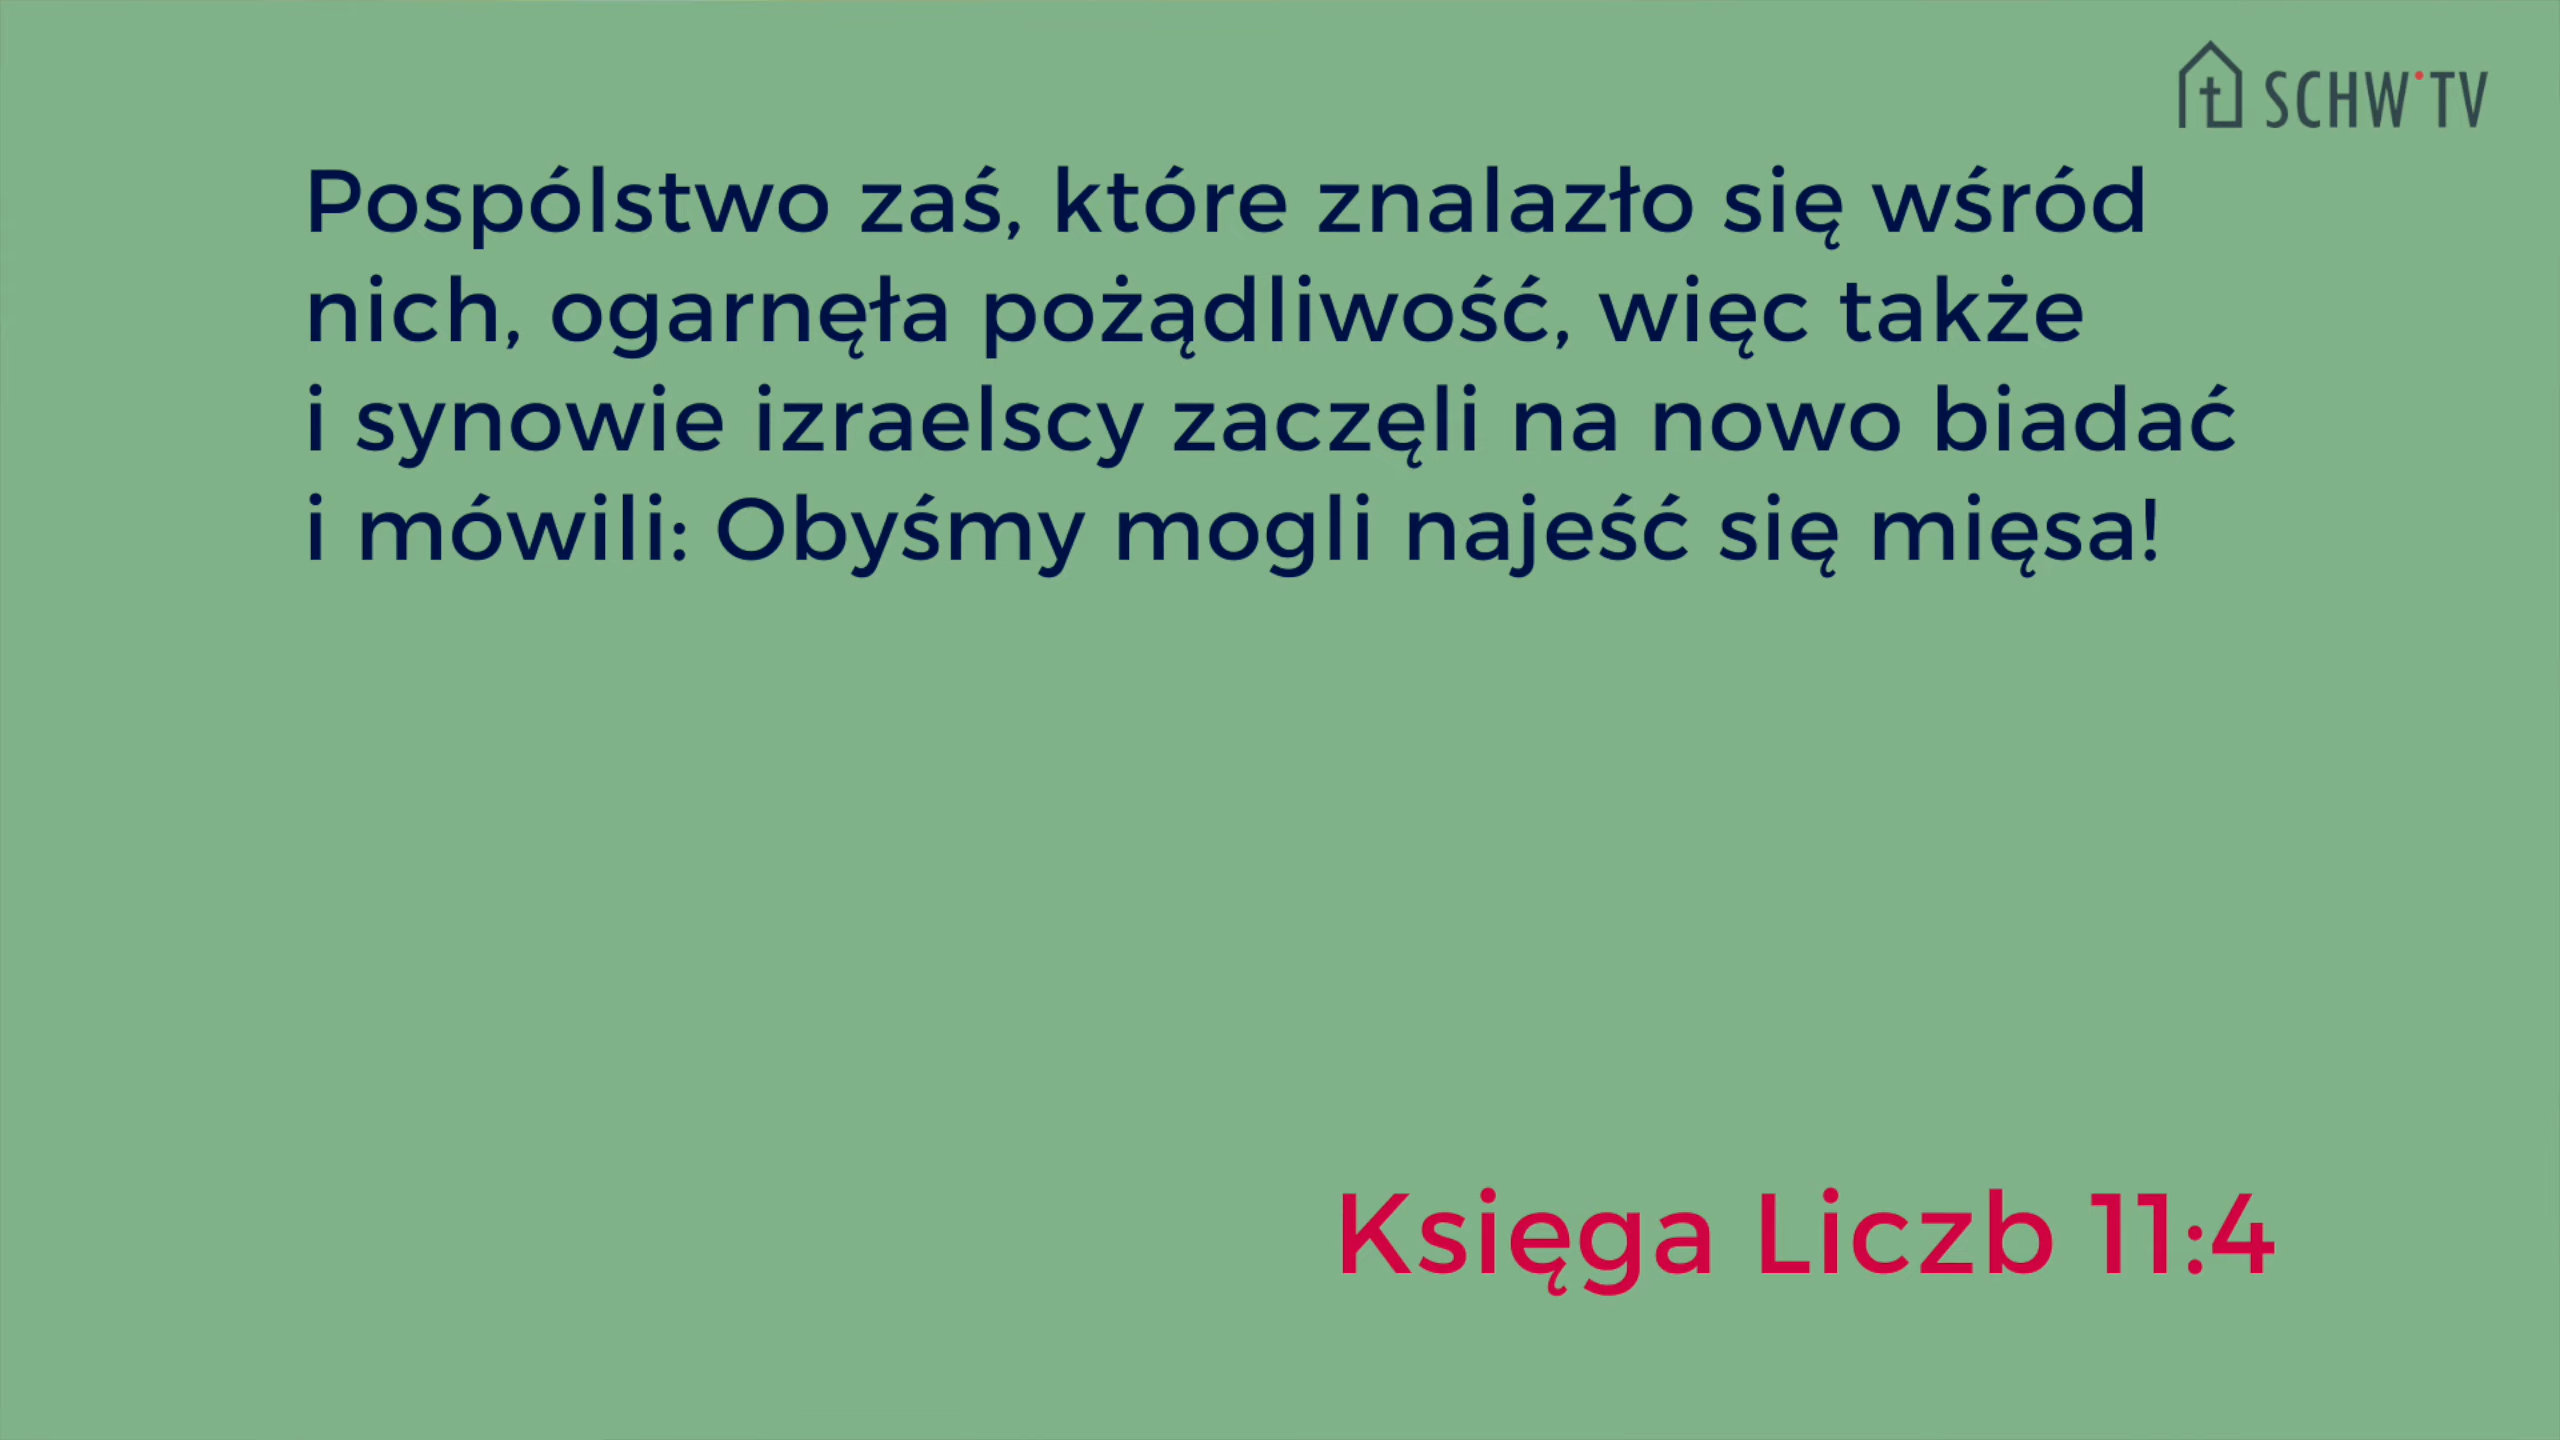 SCHW TV
Pospólstwo zaś, które znalazło się wśród
nich, ogarnęła pożądliwość, więc także
i synowie izraelscy zaczęli na nowo biadać
i mówili: Obyśmy mogli najeść się mięsa!
Księga Liczb 11:4